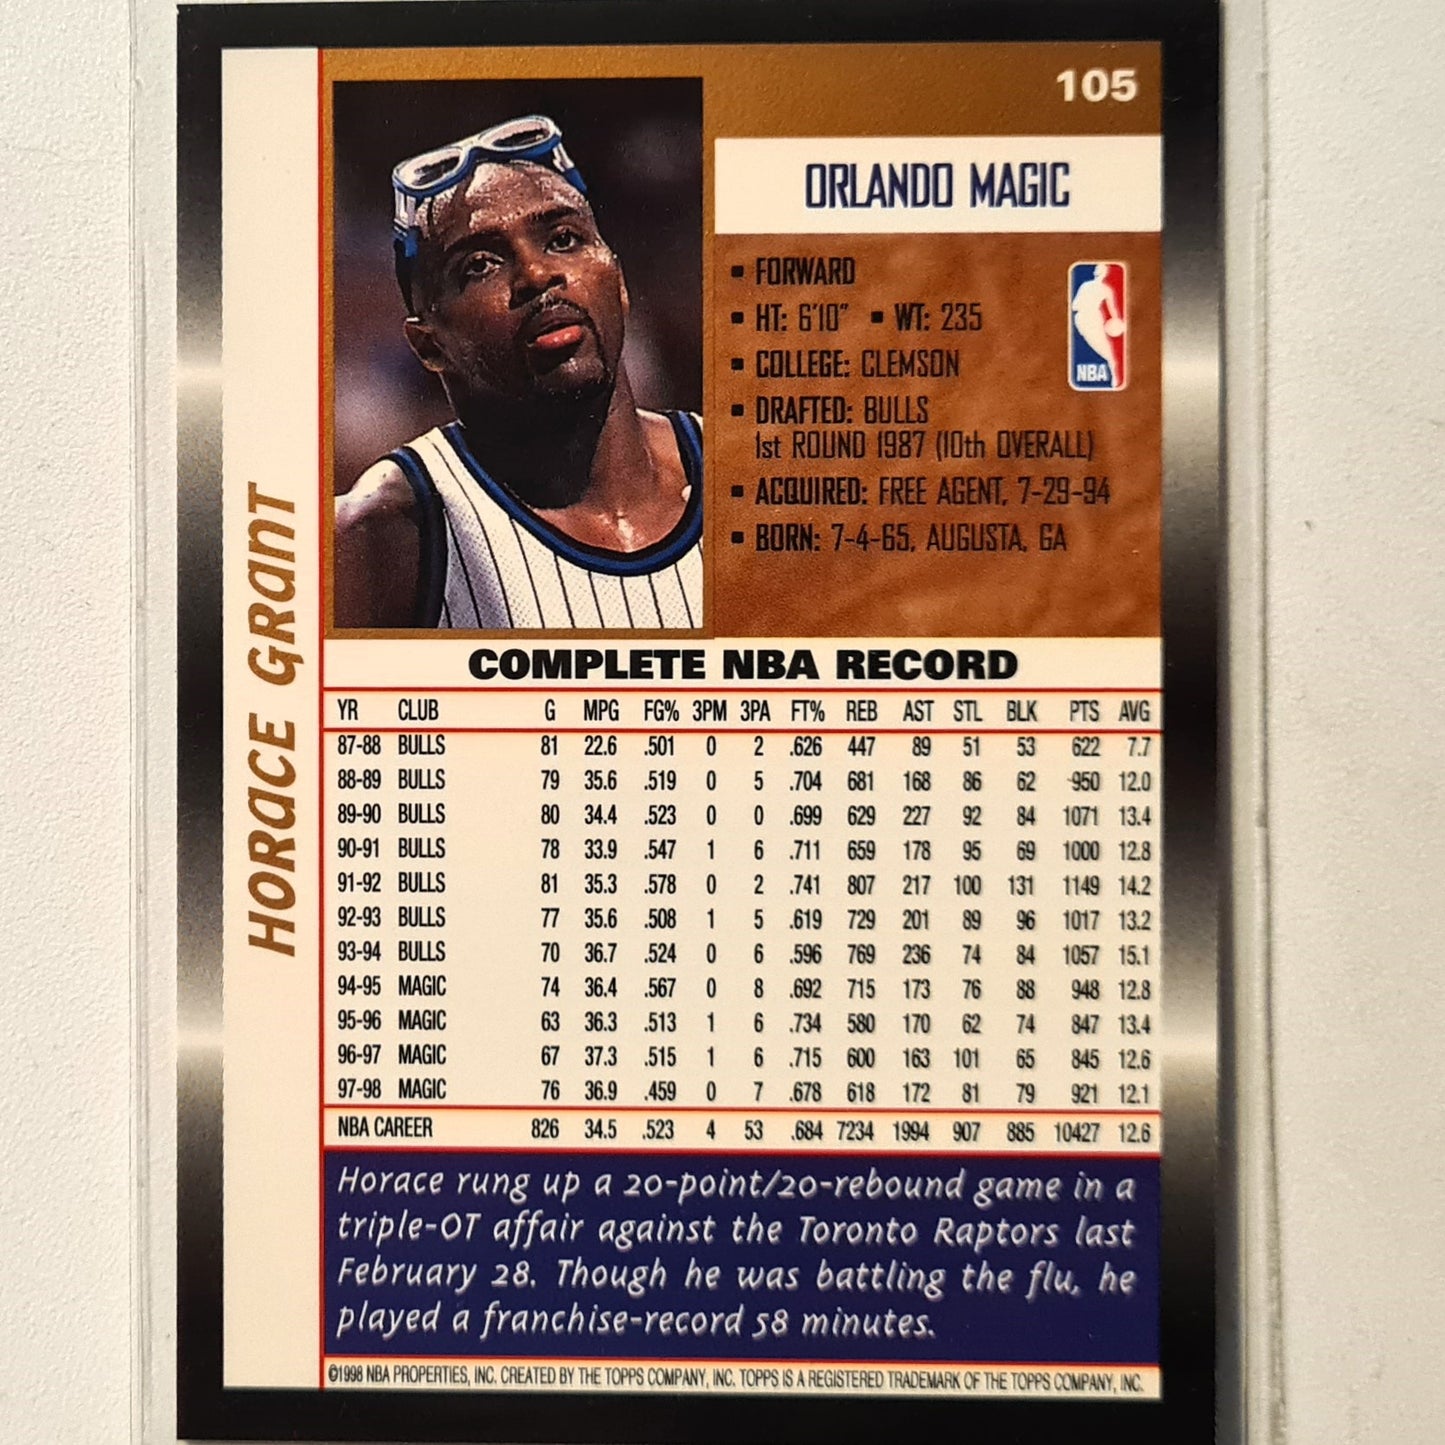 105
ORLANDO MAGIC
▪ FORWARD
▪ HT: 6'10" ▪ WT: 235
▪ COLLEGE: CLEMSON
▪ DRAFTED: BULLS
1st ROUND 1987 (10th OVERALL)
▪ ACQUIRED: FREE AGENT, 7-29-94
▪ BORN: 7-4-65, AUGUSTA, GA
NBA
HORACE GRANT
COMPLETE NBA RECORD
YR CLUB G MPG FG% 3PM 3PA FT% REB AST STL BLK PTS AVG
87-88 BULLS 81 22.6 .501 0 2 .626 447 89 51 53 622 7.7
88-89 BULLS 79 35.6 .519 0 5 .704 681 168 86 62 950 12.0
89-90 BULLS 80 34.4 .523 0 0 .699 629 227 92 84 1071 13.4
90-91 BULLS 78 33.9 .547 1 6 .711 659 178 95 69 1000 12.8
91-92 BULLS 81 35.3 .578 0 2 .741 807 217 100 131 1149 14.2
92-93 BULLS 77 35.6 .508 1 5 .619 729 201 89 96 1017 13.2
93-94 BULLS 70 36.7 .524 0 6 .596 769 236 74 84 1057 15.1
94-95 MAGIC 74 36.4 .567 0 8 .692 715 173 76 88 948 12.8
95-96 MAGIC 63 36.3 .513 1 6 .734 580 170 62 74 847 13.4
96-97 MAGIC 67 37.3 .515 1 6 .715 600 163 101 65 845 12.6
97-98 MAGIC 76 36.9 .459 0 7 .678 618 172 81 79 921 12.1
NBA CAREER 826 34.5 .523 4 53 .684 7234 1994 907 885 10427 12.6
Horace rung up a 20-point/20-rebound game in a
triple-OT affair against the Toronto Raptors last
February 28. Though he was battling the flu, he
played a franchise-record 58 minutes.
©1998 NBA PROPERTIES, INC. CREATED BY THE TOPPS COMPANY, INC. TOPPS IS A REGISTERED TRADEMARK OF THE TOPPS COMPANY, INC.